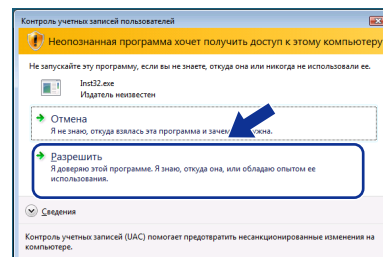 Контроль учетных записей пользователей
Неопознанная программа хочет получить доступ к этому компьютеру
Не запускайте эту программу, если вы не знаете, откуда она или никогда не использовали ее.
Inst32.exe
Издатель неизвестен
Отмена
Я не знаю, откуда взялась эта программа и зачем жна.
Разрешить
Я доверяю этой программе. Я знаю, откуда она, или обладаю опытом ее
использования.
Сведения
Контроль учетных записей (UAC) помогает предотвратить несанкционированные изменения на
компьютере.